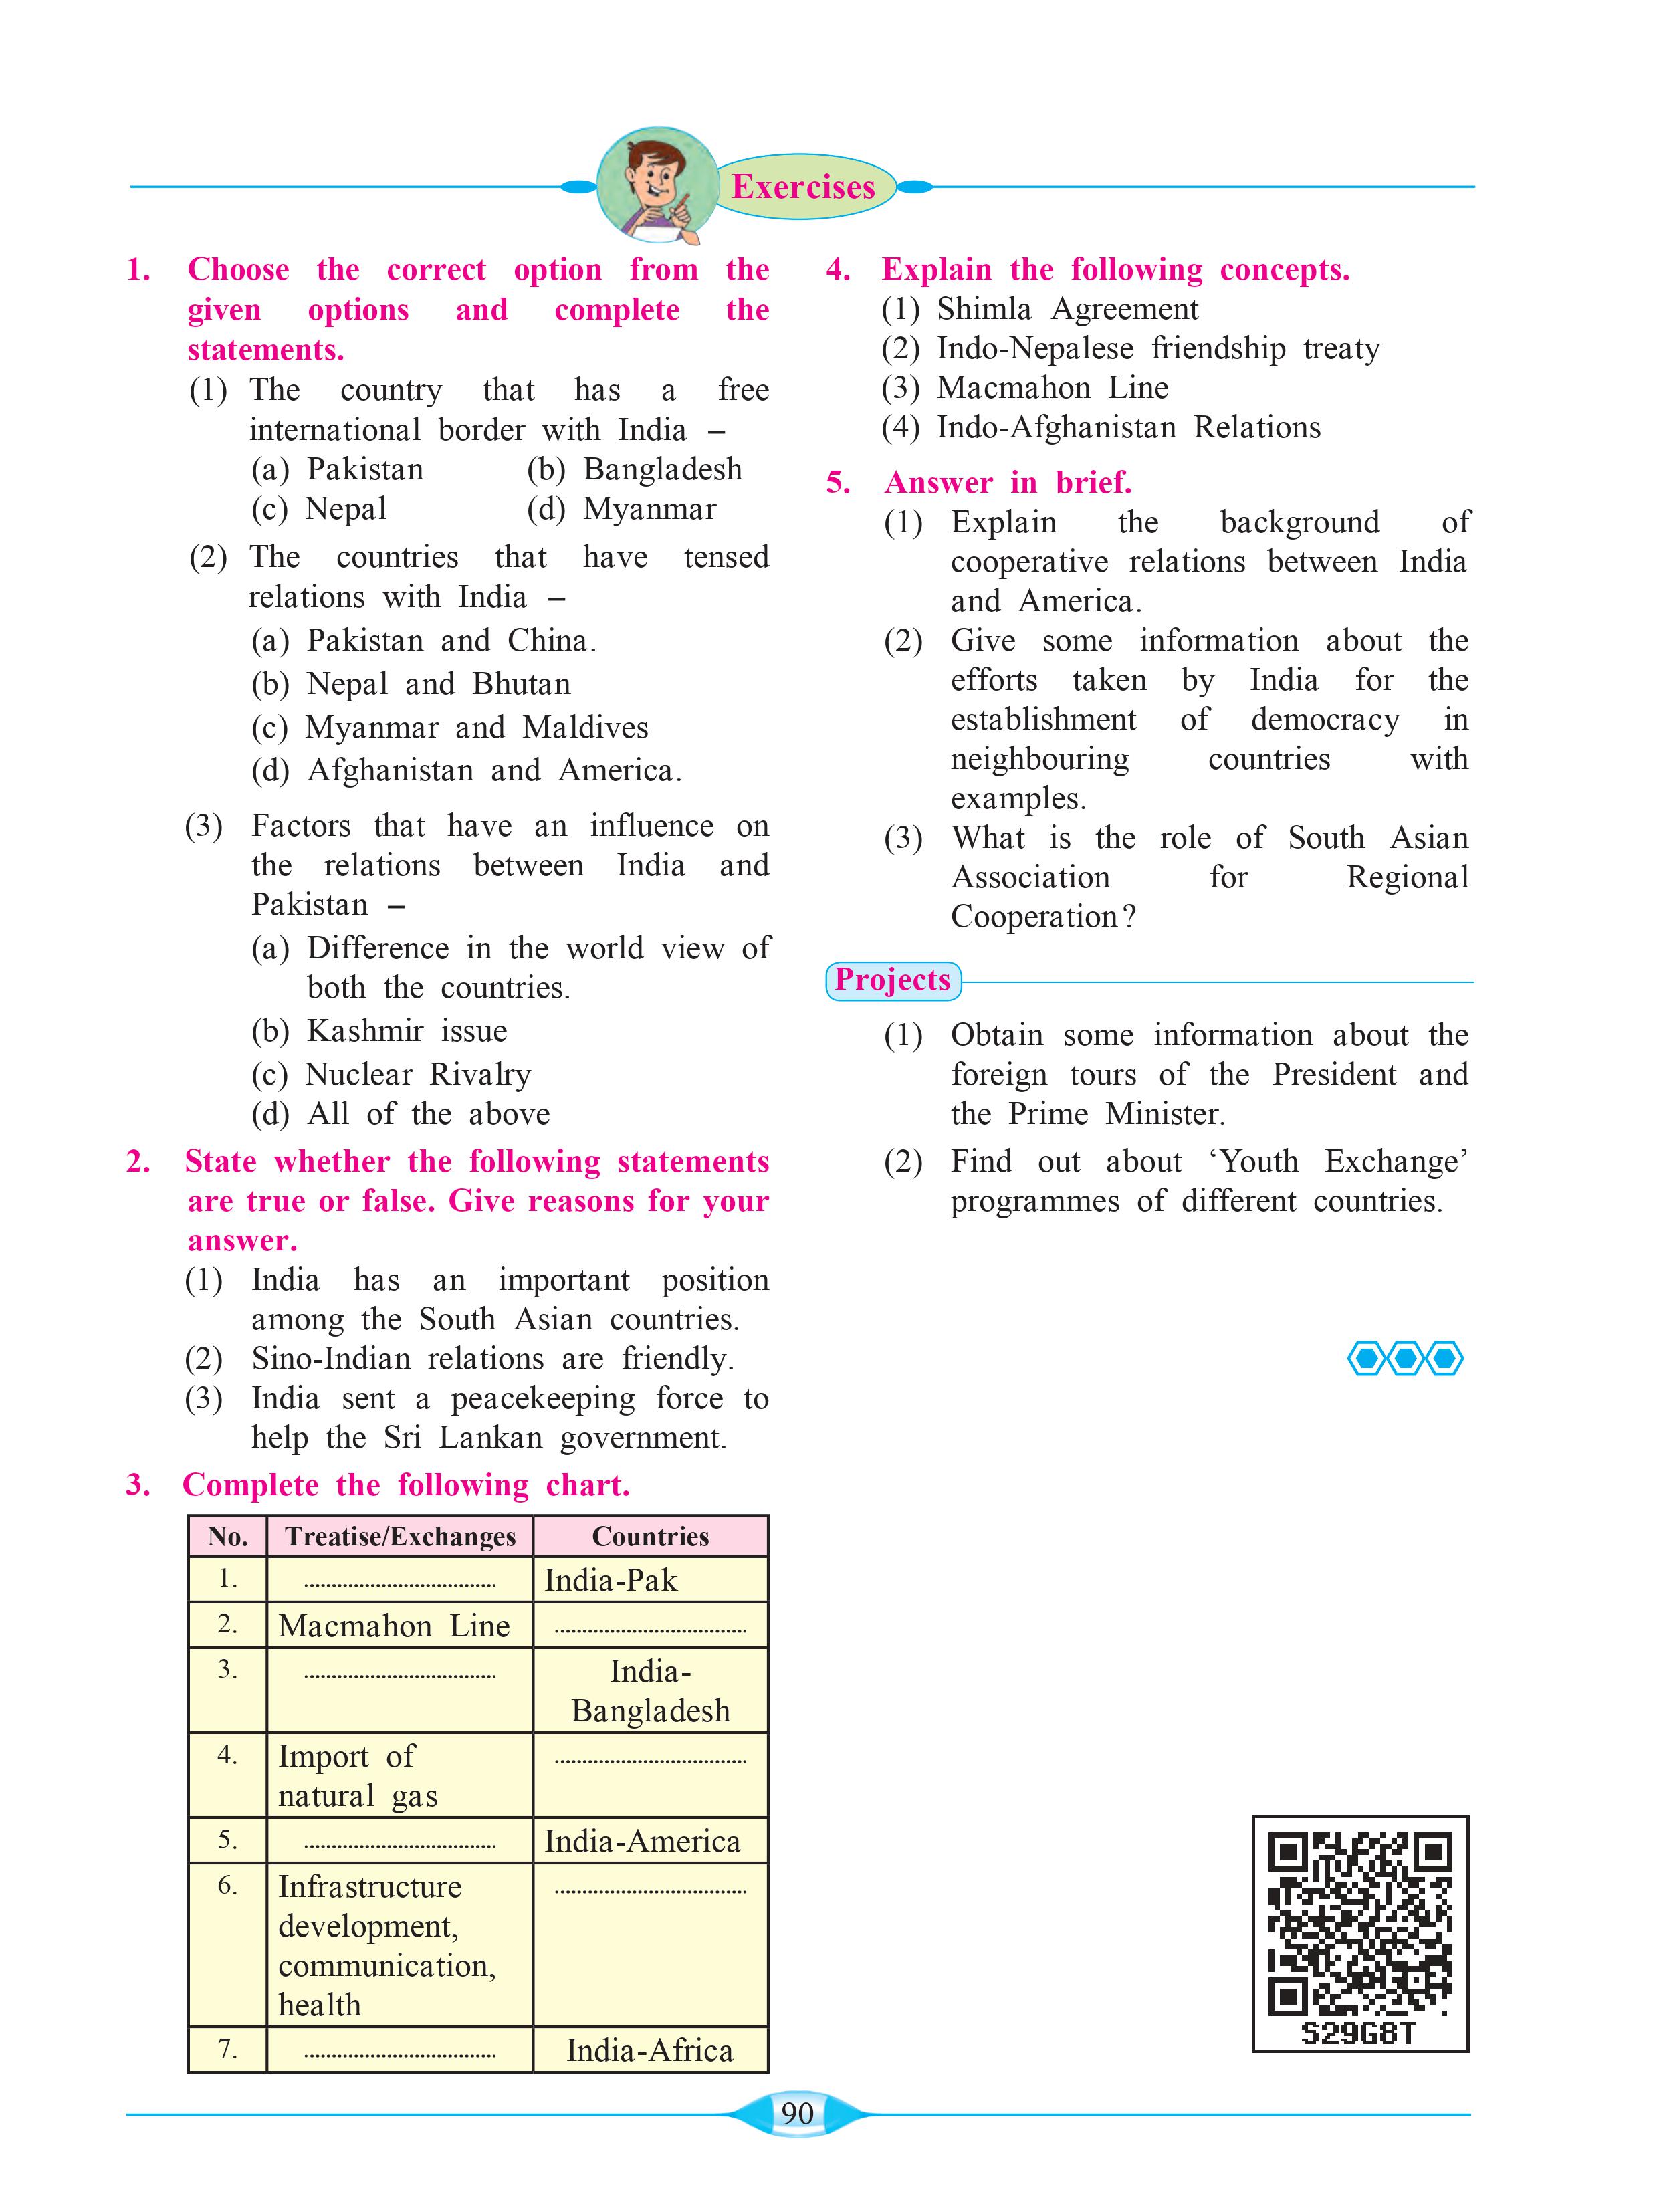 Exercises
1. Choose the correct option from the
given options and complete the
statements.
(1) The country that has a free
international border with India –
(a) Pakistan (b) Bangladesh
(c) Nepal (d) Myanmar
(2) The countries that have tensed
relations with India –
(a) Pakistan and China.
(b) Nepal and Bhutan
(c) Myanmar and Maldives
(d) Afghanistan and America.
(3) Factors that have an influence on
the relations between India and
Pakistan –
(a) Difference in the world view of
both the countries.
(b) Kashmir issue
(c) Nuclear Rivalry
(d) All of the above
2. State whether the following statements
are true or false. Give reasons for your
answer.
(1) India has an important position
among the South Asian countries.
(2) Sino-Indian relations are friendly.
(3) India sent a peacekeeping force to
help the Sri Lankan government.
3. Complete the following chart.
No. Treatise/Exchanges Countries
1. .................................. India-Pak
2. Macmahon Line ..................................
3. .................................. India-
Bangladesh
4. Import of ..................................
natural gas
5. .................................. India-America
6. Infrastructure ..................................
development,
communication,
health
7. .................................. India-Africa
4. Explain the following concepts.
(1) Shimla Agreement
(2) Indo-Nepalese friendship treaty
(3) Macmahon Line
(4) Indo-Afghanistan Relations
5. Answer in brief.
(1) Explain the background of
cooperative relations between India
and America.
(2) Give some information about the
efforts taken by India for the
establishment of democracy in
neighbouring countries with
examples.
(3) What is the role of South Asian
Association for Regional
Cooperation?
Projects
(1) Obtain some information about the
foreign tours of the President and
the Prime Minister.
(2) Find out about ‘Youth Exchange’
programmes of different countries.
S29G8T
90